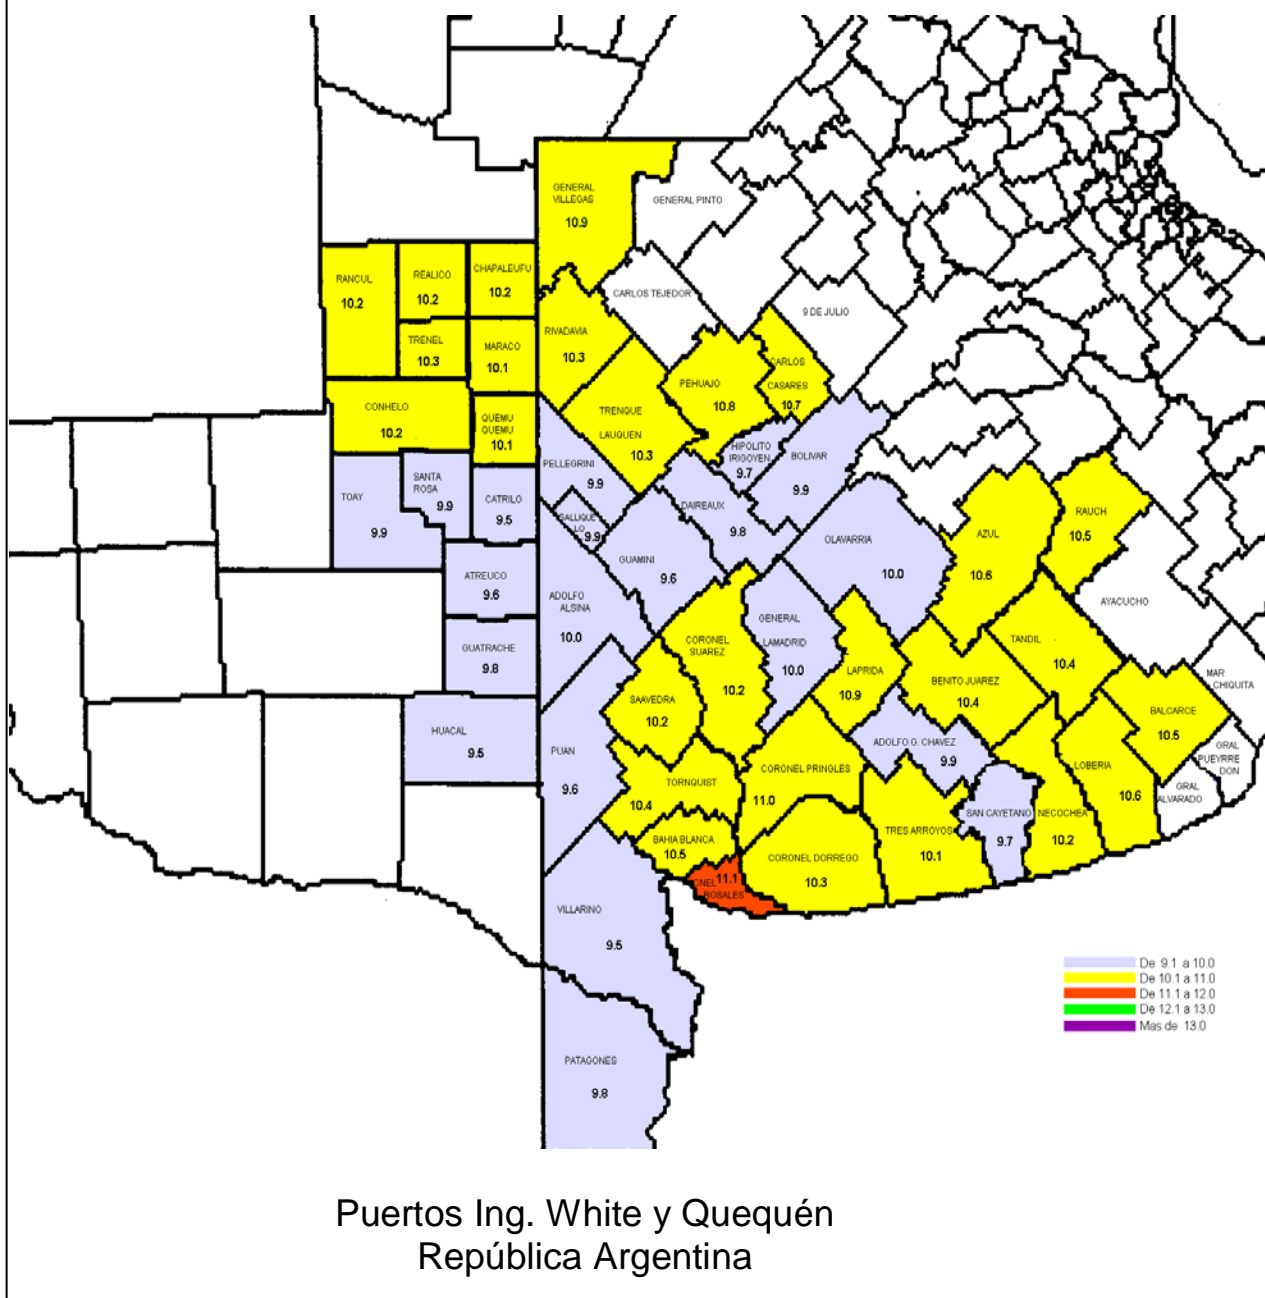 GENERAL
VILLEGAS
10.9
GENERAL PINTO
RANCUL
10.2
REALICO
10.2
CHAPALEUFU
10.2
CARLOS TEJEDOR
9 DE JULIO
RIVADAVIA
10.3
TRENEL
10.3
MARACO
10.1
CARLOS
CASARES
10.7
PEHUAJO
10.8
CONHELO
10.2
QUEMU
QUEMU
10.1
TRENQUE
LAUQUEN
10.3
HIPOLITO
IRIGOYEN
9.7
BOLIVAR
9.9
PELLEGRINI
9.9
TOAY
9.9
SANTA
ROSA
9.9
CATRILO
9.5
SALLIQUE
LO
9.9
DAIREAUX
9.8
RAUCH
10.5
AZUL
10.6
OLAVARRIA
10.0
GUAMINI
9.6
ATREUCO
9.6
ADOLFO
ALSINA
10.0
AYACUCHO
GENERAL
LAMADRID
10.0
CORONEL
SUAREZ
10.2
TANDIL
10.4
GUATRACHE
9.8
LAPRIDA
10.9
BENITO JUAREZ
10.4
MAR
CHIQUITA
SAAVEDRA
10.2
BALCARCE
10.5
HUACAL
9.5
PUAN
9.6
ADOLFO G. CHAVEZ
9.9
GRAL
PUEYRRE
DON
CORONEL PRINGLES
11.0
LOBERIA
10.6
TORNQUIST
10.4
GRAL
ALVARADO
SAN CAYETANO
9.7
NECOCHEA
10.2
TRES ARROYOS
10.1
BAHIA BLANCA
10.5
CORONEL DORREGO
10.3
11.1
CNEL
ROSALES
VILLARINO
9.5
De 9.1 a 10.0
De 10.1 a 11.0
De 11.1 a 12.0
De 12.1 a 13.0
Mas de 13.0
PATAGONES
9.8
Puertos Ing. White y Quequén
República Argentina